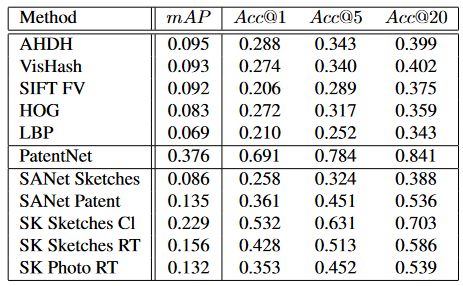 Method mAP Acc@1 Acc@5 Acc@20
AHDH 0.095 0.288 0.343 0.399
VisHash 0.093 0.274 0.340 0.402
SIFT FV 0.092 0.206 0.289 0.375
HOG 0.083 0.272 0.317 0.359
LBP 0.069 0.210 0.252 0.343
PatentNet 0.376 0.691 0.784 0.841
SANet Sketches 0.086 0.258 0.324 0.388
SANet Patent 0.135 0.361 0.451 0.536
SK Sketches Cl 0.229 0.532 0.631 0.703
SK Sketches RT 0.156 0.428 0.513 0.586
SK Photo RT 0.132 0.353 0.452 0.539